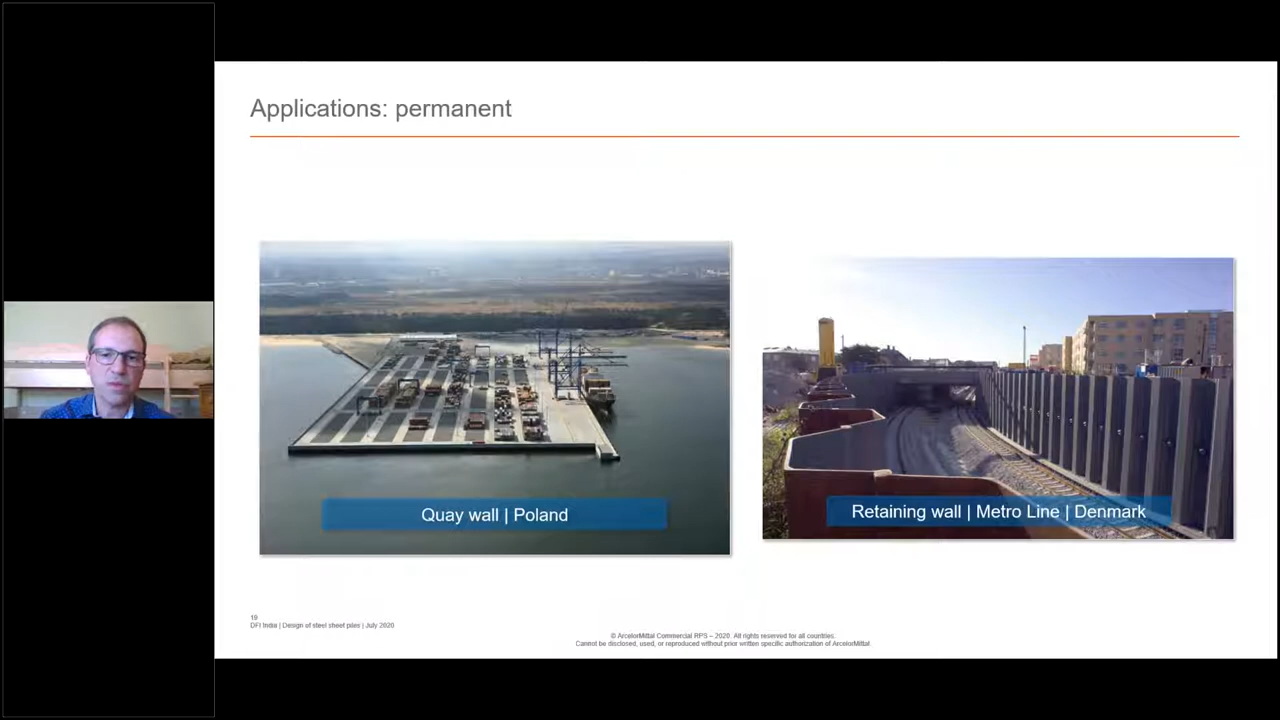 Applications: permanent
Quay wall | Poland
Retaining wall | Metro Line | Denmark
19
DFI India | Design of steel sheet piles | July 2020
© ArcelorMittal Commercial RPS – 2020. All rights reserved for all countries.
Cannot be disclosed, used, or reproduced without prior written specific authorization of ArcelorMittal.